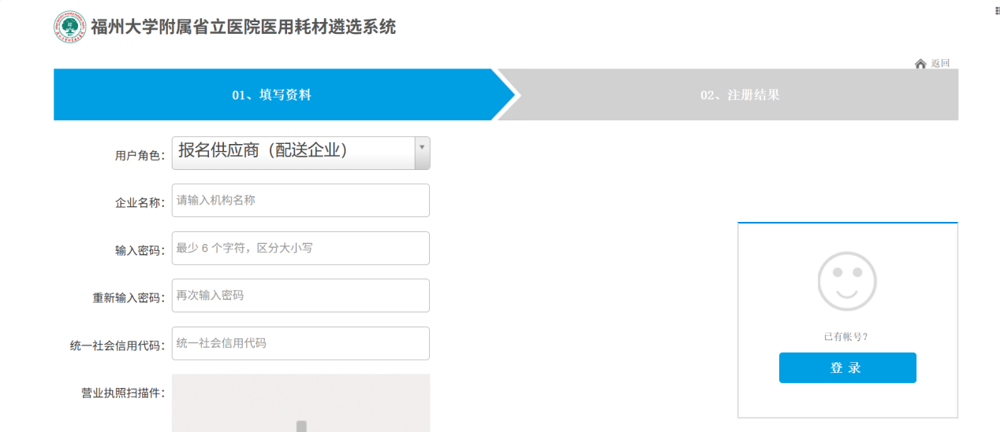 福州大学附属省立医院医用耗材遴选系统
返回
01、填写资料
02、注册结果
用户角色：
报名供应商（配送企业）
企业名称：
请输入机构名称
输入密码：
最少 6 个字符，区分大小写
重新输入密码：
再次输入密码
统一社会信用代码：
统一社会信用代码
营业执照扫描件：
已有帐号?
登 录